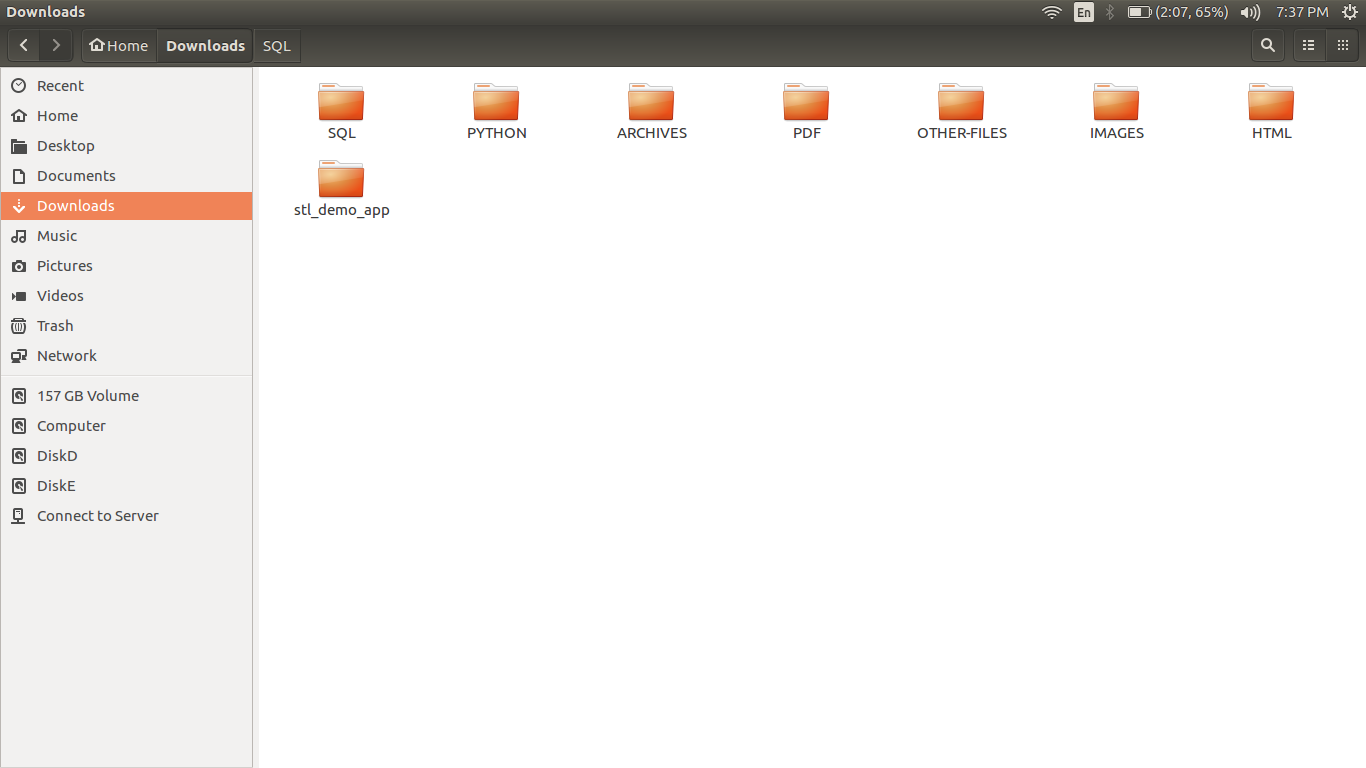 Downloads
En
(2:07, 65%)
7:37 PM
Home
Downloads
SQL
Recent
Home
Desktop
Documents
Downloads
Music
Pictures
Videos
Trash
Network
157 GB Volume
Computer
DiskD
DiskE
Connect to Server
SQL
PYTHON
ARCHIVES
PDF
OTHER-FILES
IMAGES
HTML
stl_demo_app